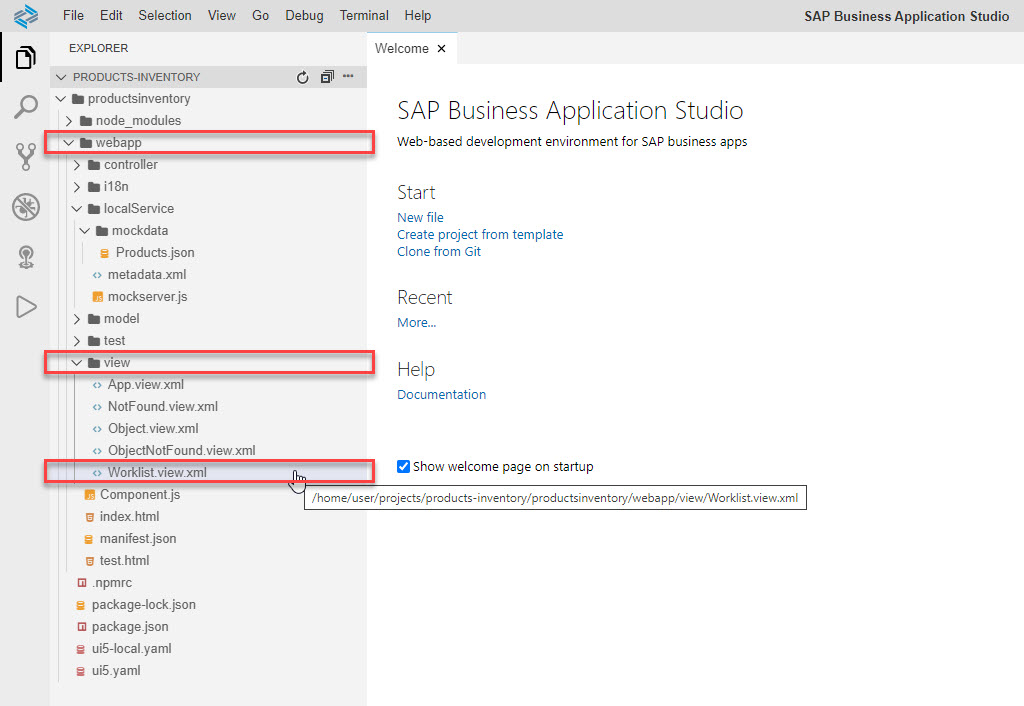 File Edit Selection View Go Debug Terminal Help
SAP Business Application Studio
EXPLORER
PRODUCTS-INVENTORY
productsinventory
node_modules
webapp
controller
i18n
localService
mockdata
Products.json
metadata.xml
mockserver.js
model
test
view
App.view.xml
NotFound.view.xml
Object.view.xml
ObjectNotFound.view.xml
Worklist.view.xml
Component.js
index.html
manifest.json
test.html
.npmrc
package-lock.json
package.json
ui5-local.yaml
ui5.yaml
Welcome
SAP Business Application Studio
Web-based development environment for SAP business apps
Start
New file
Create project from template
Clone from Git
Recent
More...
Help
Documentation
Show welcome page on startup
/home/user/projects/products-inventory/productsinventory/webapp/view/Worklist.view.xml